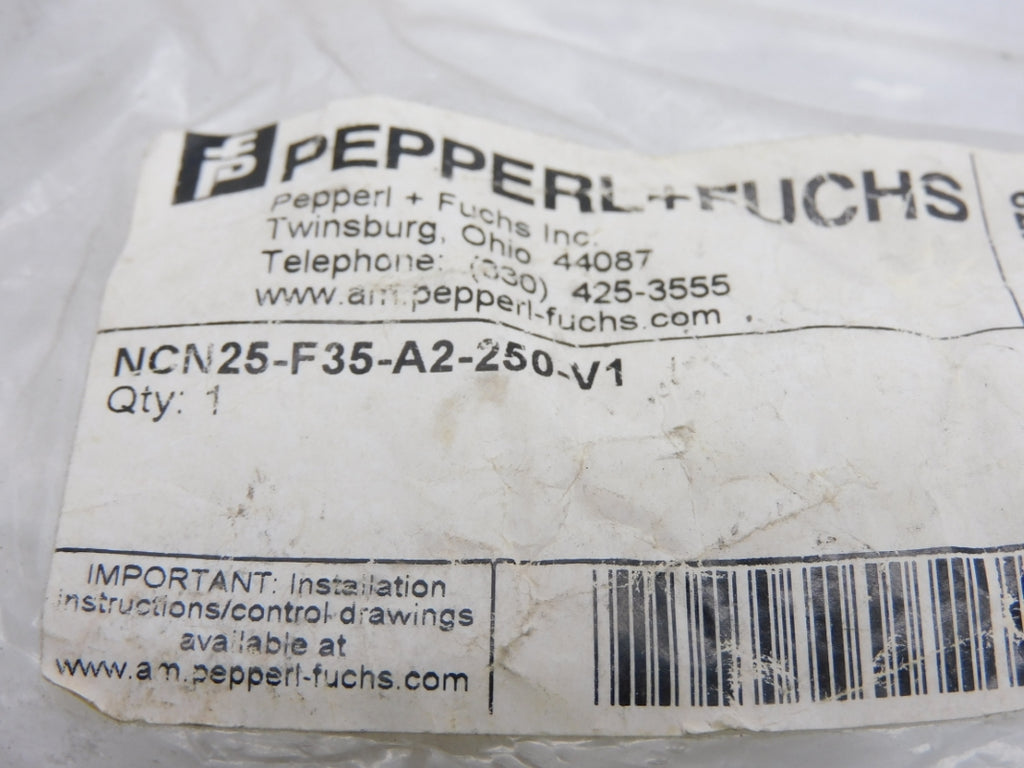 PEPPERL+FUCHS
Pepperl + Fuchs Inc.
Twinsburg, Ohio 44087
Telephone: (330) 425-3555
www.am.pepperl-fuchs.com
NCN25-F35-A2-250-V1
Qty: 1
IMPORTANT: Installation
instructions/control drawings
available at
www.am.pepperl-fuchs.com